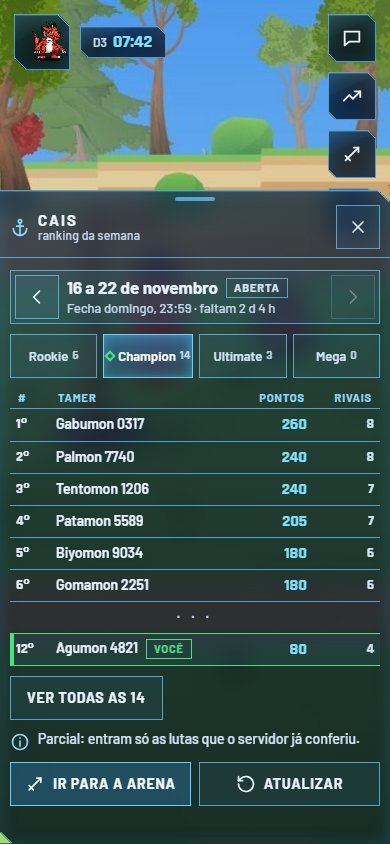 D3 07:42
CAIS
ranking da semana
16 a 22 de novembro ABERTA
Fecha domingo, 23:59 · faltam 2 d 4 h
Rookie 6 Champion 14 Ultimate 3 Mega 0
# TAMER PONTOS RIVAIS
1º Gabumon 0317 260 8
2º Palmon 7740 240 8
3º Tentomon 1206 240 7
4º Patamon 5589 205 7
5º Biyomon 9034 180 6
6º Gomamon 2251 180 6
· · ·
12º Agumon 4821 VOCÊ 80 4
VER TODAS AS 14
Parcial: entram só as lutas que o servidor já conferiu.
IR PARA A ARENA ATUALIZAR